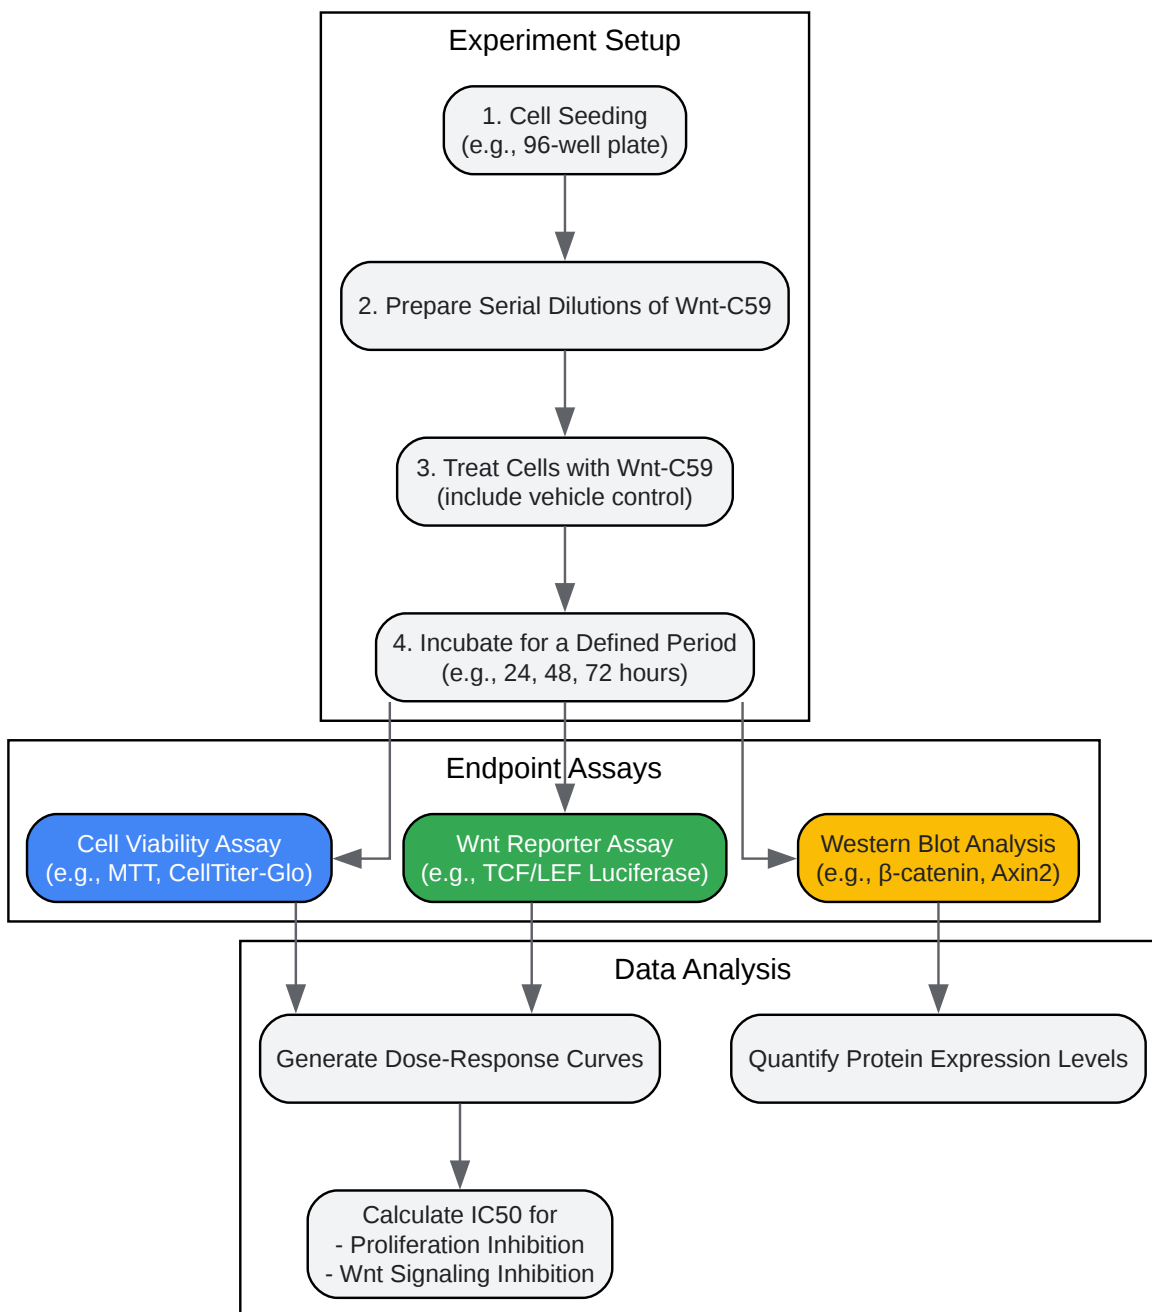 Experiment Setup
1. Cell Seeding
(e.g., 96-well plate)
2. Prepare Serial Dilutions of Wnt-C59
3. Treat Cells with Wnt-C59
(include vehicle control)
4. Incubate for a Defined Period
(e.g., 24, 48, 72 hours)
Endpoint Assays
Cell Viability Assay
(e.g., MTT, CellTiter-Glo)
Wnt Reporter Assay
(e.g., TCF/LEF Luciferase)
Western Blot Analysis
(e.g., β-catenin, Axin2)
Data Analysis
Generate Dose-Response Curves
Quantify Protein Expression Levels
Calculate IC50 for
- Proliferation Inhibition
- Wnt Signaling Inhibition